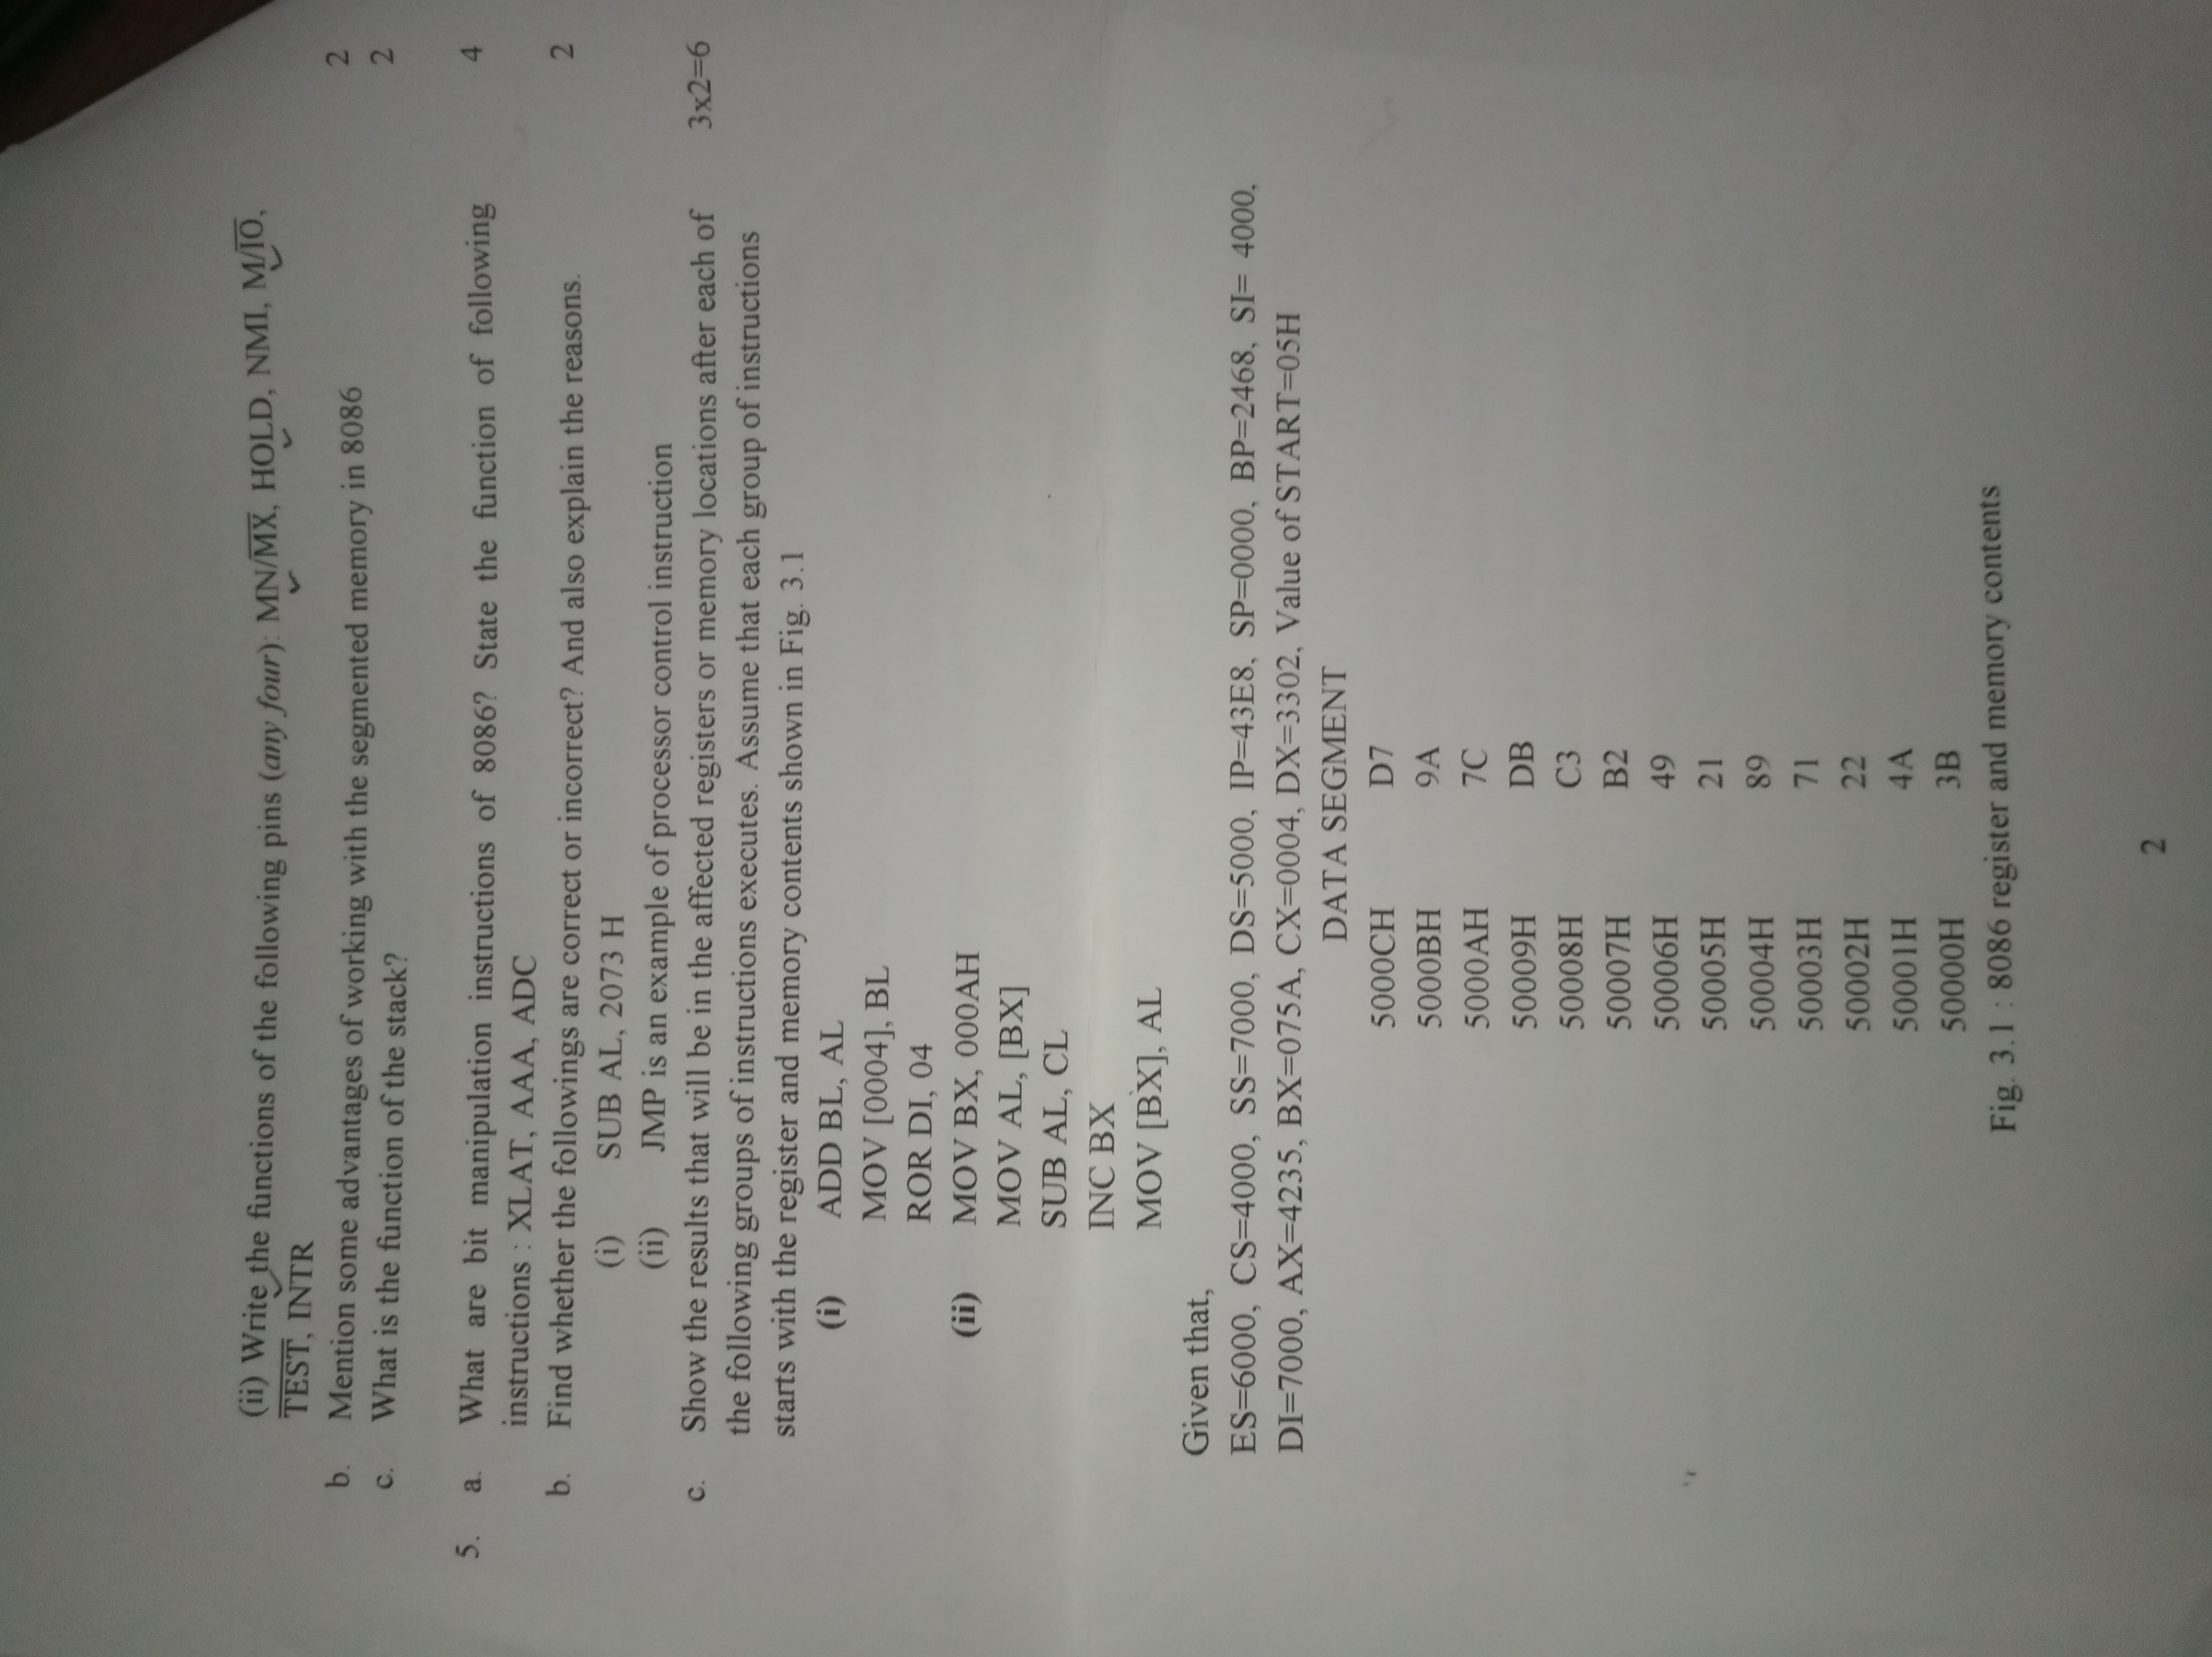 (ii) Write the functions of the following pins (any four): MN/M̅X̅, HOLD, NMI, M/I̅O̅,
T̅E̅S̅T̅, INTR
b. Mention some advantages of working with the segmented memory in 8086 2
c. What is the function of the stack? 2
5. a. What are bit manipulation instructions of 8086? State the function of following 4
instructions : XLAT, AAA, ADC
b. Find whether the followings are correct or incorrect? And also explain the reasons. 2
(i) SUB AL, 2073 H
(ii) JMP is an example of processor control instruction
c. Show the results that will be in the affected registers or memory locations after each of 3x2=6
the following groups of instructions executes. Assume that each group of instructions
starts with the register and memory contents shown in Fig. 3.1
(i) ADD BL, AL
MOV [0004], BL
ROR DI, 04
(ii) MOV BX, 000AH
MOV AL, [BX]
SUB AL, CL
INC BX
MOV [BX], AL
Given that,
ES=6000, CS=4000, SS=7000, DS=5000, IP=43E8, SP=0000, BP=2468, SI= 4000,
DI=7000, AX=4235, BX=075A, CX=0004, DX=3302, Value of START=05H
DATA SEGMENT
5000CH D7
5000BH 9A
5000AH 7C
50009H DB
50008H C3
50007H B2
50006H 49
50005H 21
50004H 89
50003H 71
50002H 22
50001H 4A
50000H 3B
Fig. 3.1 : 8086 register and memory contents
2